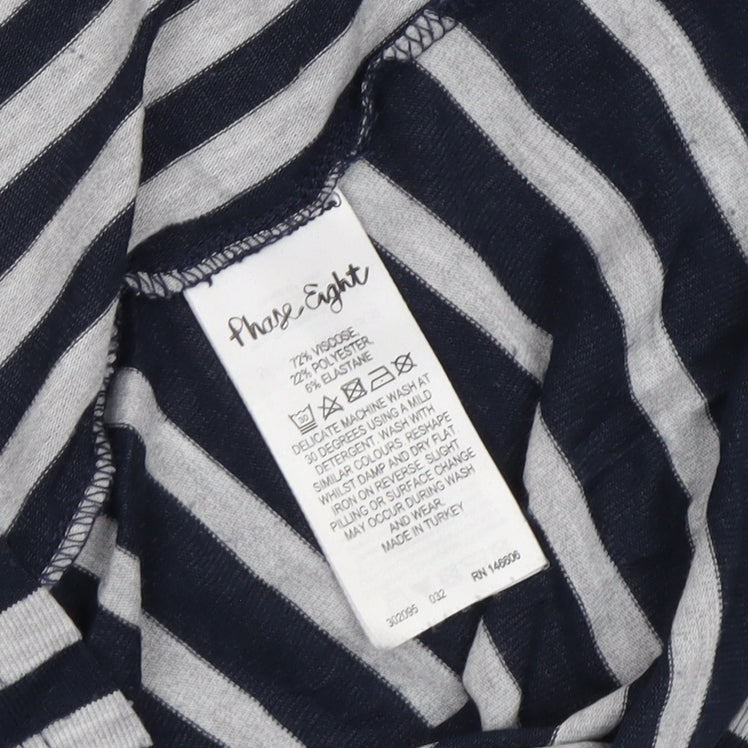 Phase Eight
72% VISCOSE,
22% POLYESTER,
6% ELASTANE
30
DELICATE MACHINE WASH AT
30 DEGREES USING A MILD
DETERGENT, WASH WITH
SIMILAR COLOURS, RESHAPE
WHILST DAMP AND DRY FLAT.
IRON ON REVERSE. SLIGHT
PILLING OR SURFACE CHANGE
MAY OCCUR DURING WASH
AND WEAR.
MADE IN TURKEY
302095 032 RN 146606